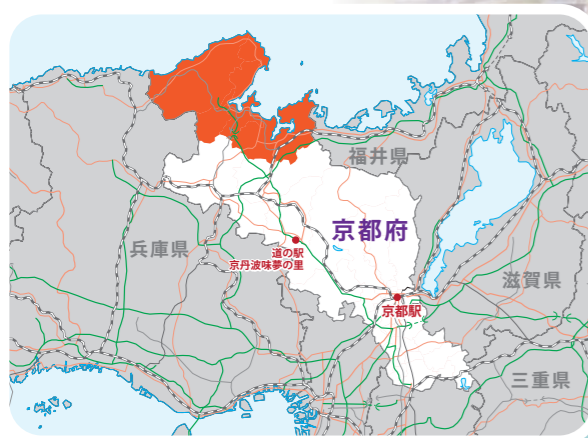 福井県
京都府
兵庫県
道の駅
京丹波味夢の里
滋賀県
京都駅
三重県